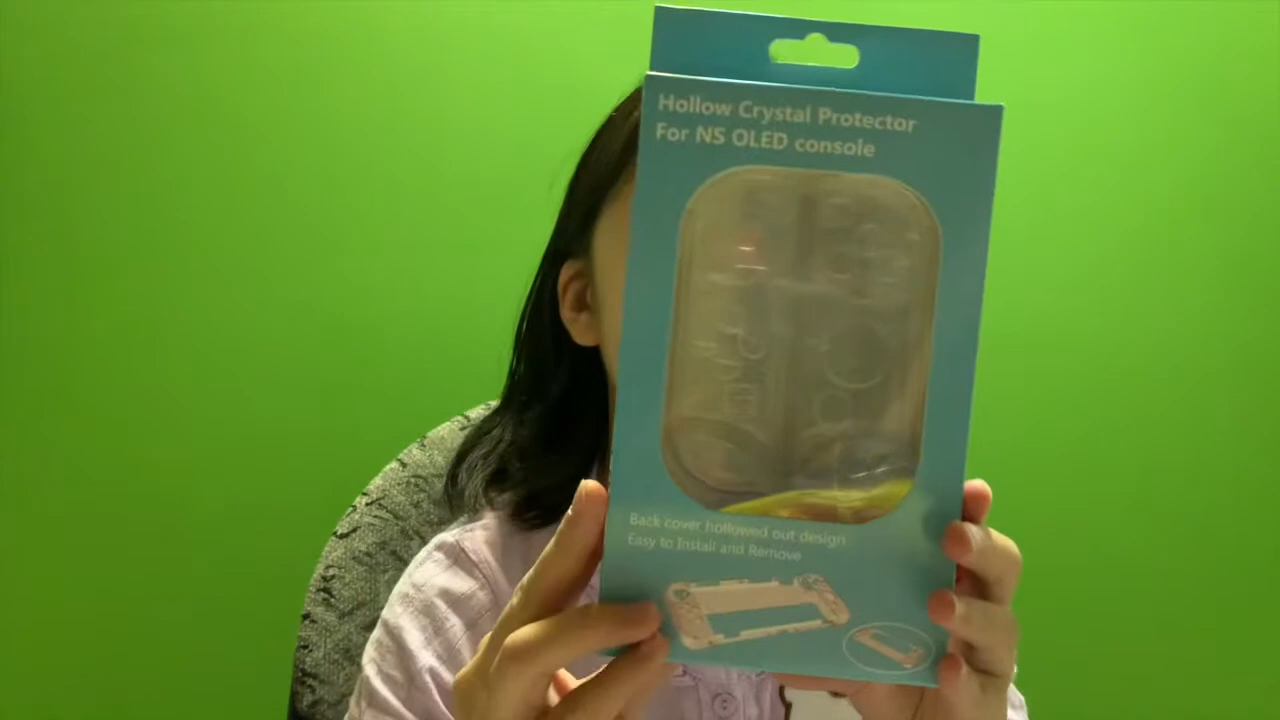 Hollow Crystal Protector
For NS OLED console
Back cover hollowed out design
Easy to Install and Remove